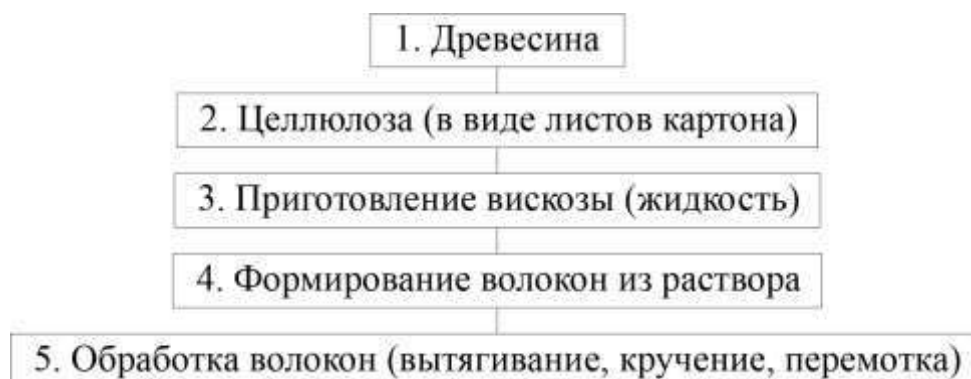 1. Древесина
2. Целлюлоза (в виде листов картона)
3. Приготовление вискозы (жидкость)
4. Формирование волокон из раствора
5. Обработка волокон (вытягивание, кручение, перемотка)